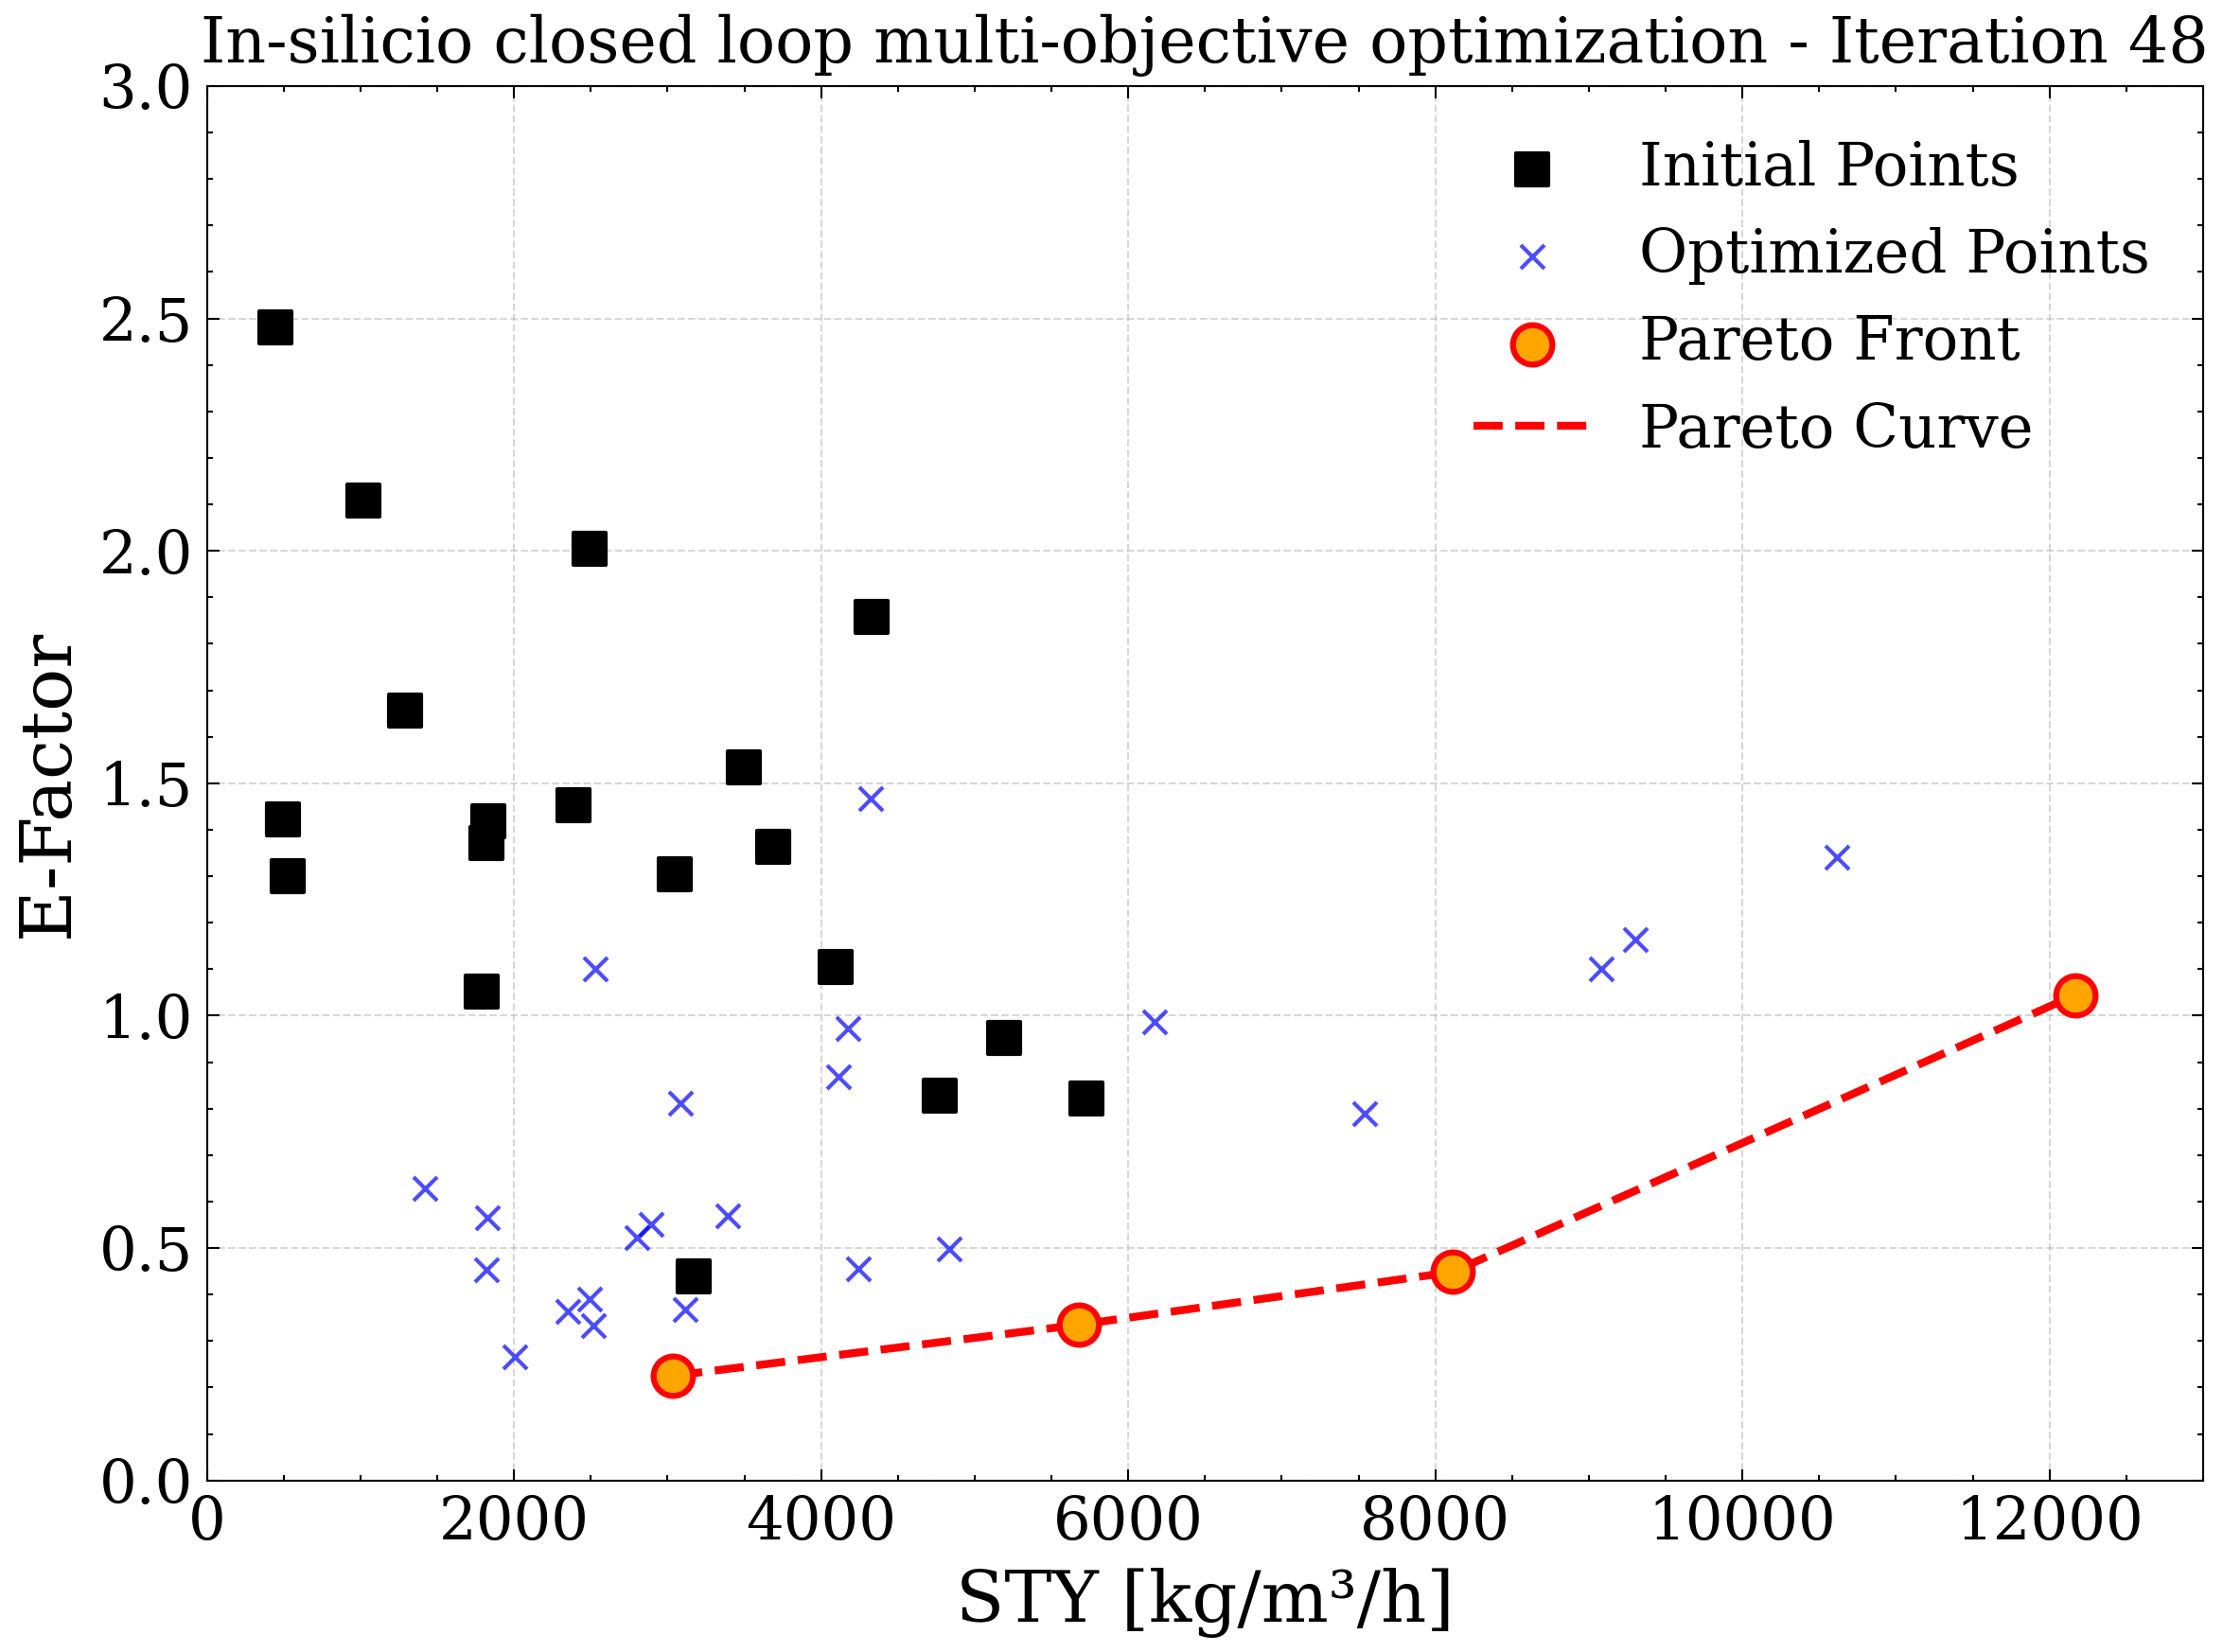 In-silicio closed loop multi-objective optimization - Iteration 48
3.0
2.5
2.0
1.5
1.0
0.5
0.0
E-Factor
Initial Points
Optimized Points
Pareto Front
Pareto Curve
0 2000 4000 6000 8000 10000 12000
STY [kg/m³/h]